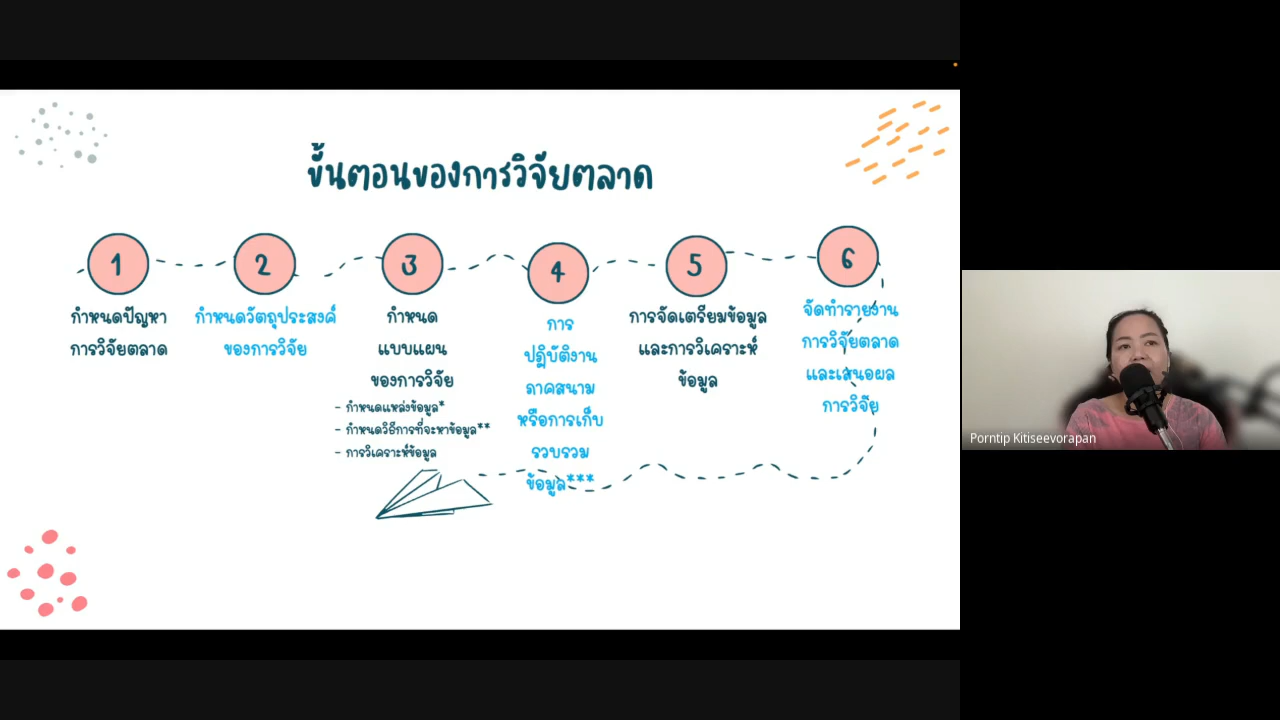 ขั้นตอนของการวิจัยตลาด
1
กำหนดปัญหา
การวิจัยตลาด
2
กำหนดวัตถุประสงค์
ของการวิจัย
3
กำหนด
แบบแผน
ของการวิจัย
- กำหนดแหล่งข้อมูล*
- กำหนดวิธีการที่จะหาข้อมูล**
- การวิเคราะห์ข้อมูล
4
การ
ปฏิบัติงาน
ภาคสนาม
หรือการเก็บ
รวบรวม
ข้อมูล***
5
การจัดเตรียมข้อมูล
และการวิเคราะห์
ข้อมูล
6
จัดทำรายงาน
การวิจัยตลาด
และเสนอผล
การวิจัย
Porntip Kitiseevorapan